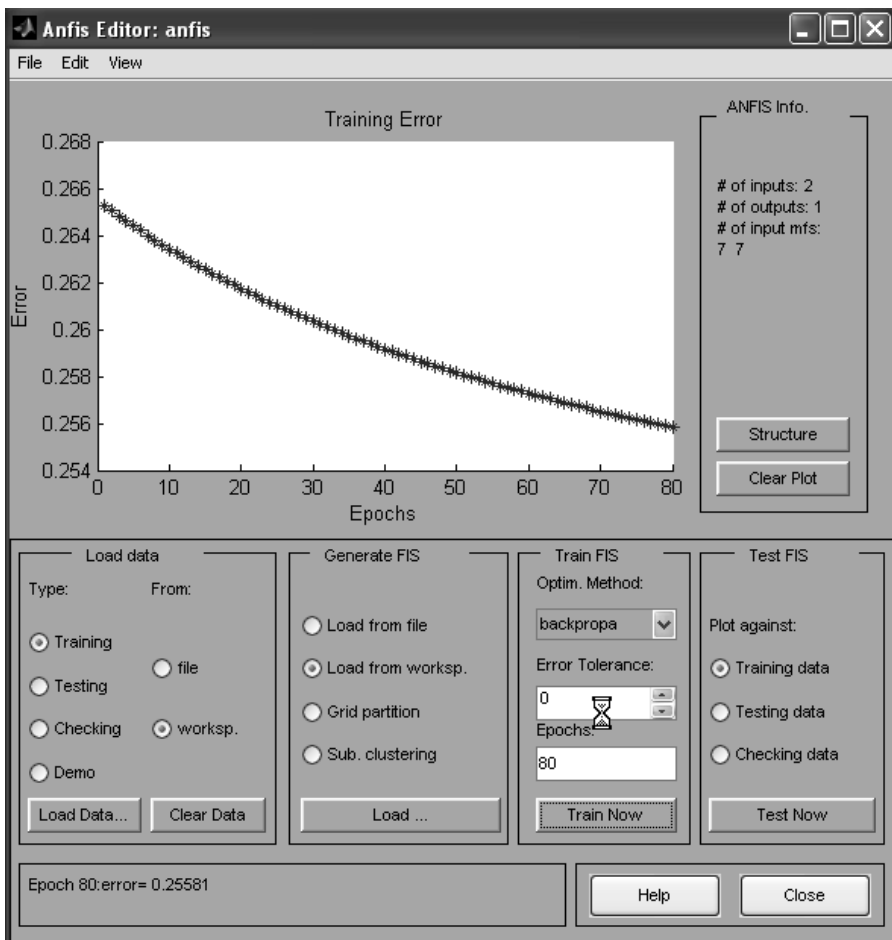 Anfis Editor: anfis
File Edit View
Training Error
0.268
0.266
0.264
0.262
0.26
0.258
0.256
0.254
Error
0 10 20 30 40 50 60 70 80
Epochs
ANFIS Info.
# of inputs: 2
# of outputs: 1
# of input mfs:
7 7
Structure
Clear Plot
Load data
Type: From:
Training
Testing
Checking
Demo
file
worksp.
Load Data... Clear Data
Generate FIS
Load from file
Load from worksp.
Grid partition
Sub. clustering
Load ...
Train FIS
Optim. Method:
backpropa
Error Tolerance:
0
Epochs:
80
Train Now
Test FIS
Plot against:
Training data
Testing data
Checking data
Test Now
Epoch 80:error= 0.25581
Help Close